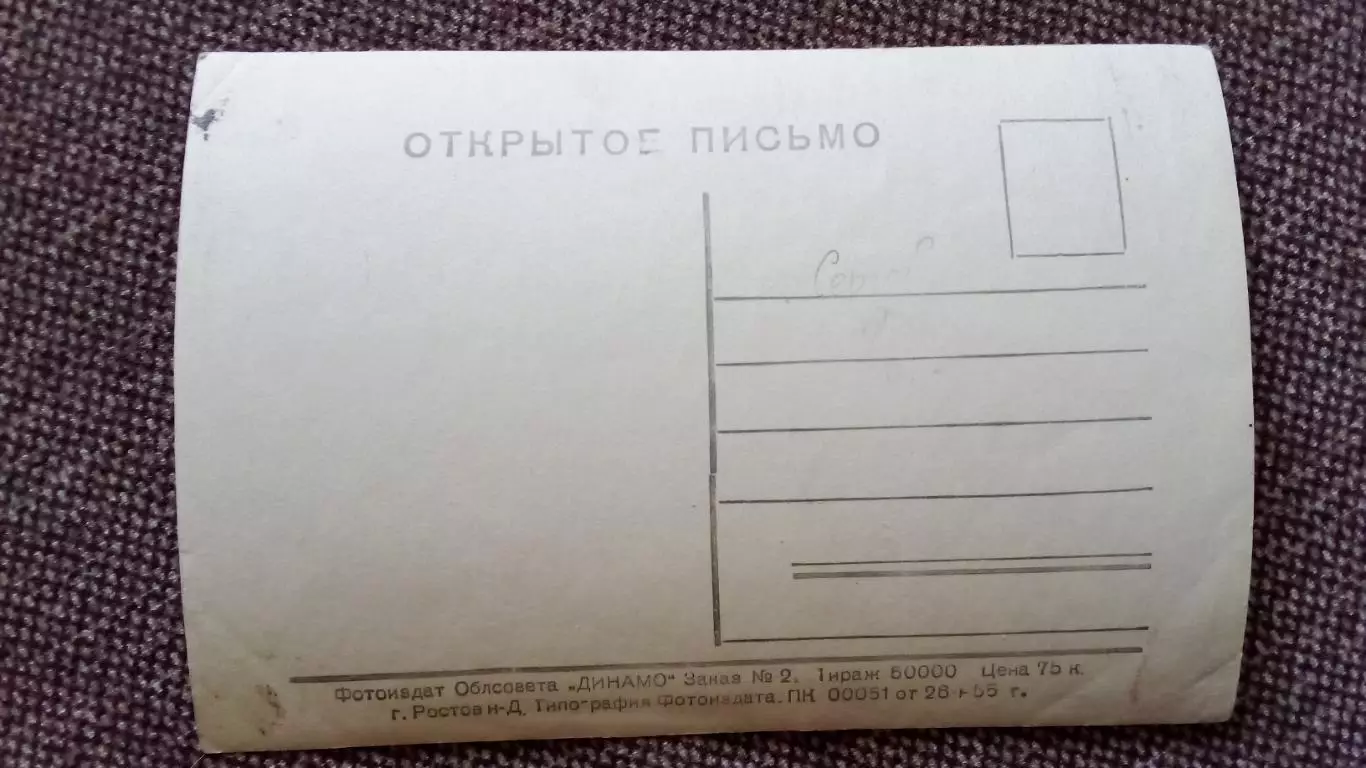 ОТКРЫТОЕ ПИСЬМО
Фотоиздат Облсовета „ДИНАМО" Заказ № 2. Тираж 50000 Цена 75 к.
г. Ростов н-Д. Типография Фотоиздата. ПК 00051 от